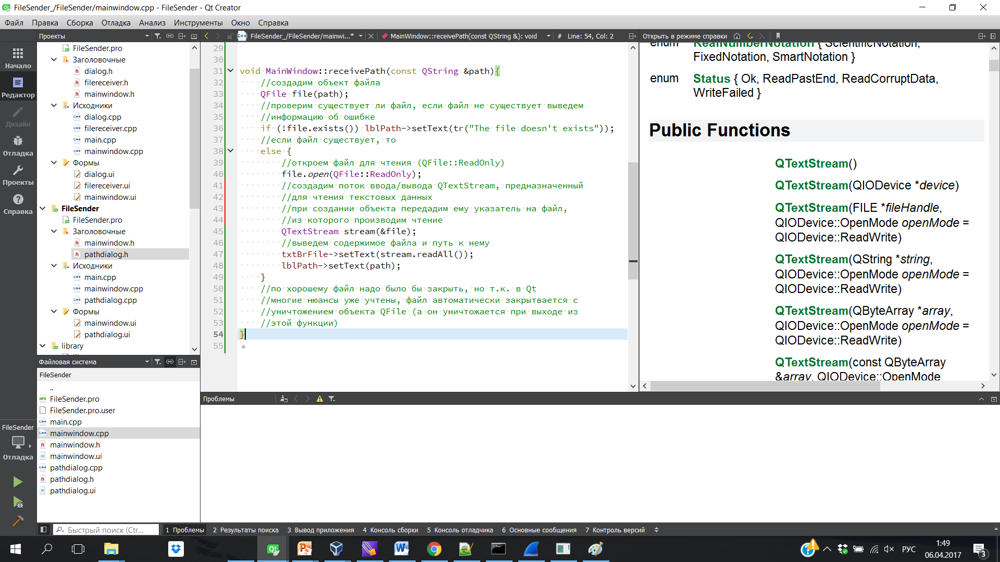 FileSender_/FileSender/mainwindow.cpp - FileSender - Qt Creator
Файл Правка Сборка Отладка Анализ Инструменты Окно Справка
Проекты
FileSender_/FileSender/mainwi...*
MainWindow::receivePath(const QString &): void
# Line: 54, Col: 2
Открыть в режиме справки
Начало
Редактор
Дизайн
Отладка
Проекты
Справка
FileSender
Отладка
FileSender.pro
Заголовочные
dialog.h
filereceiver.h
mainwindow.h
Исходники
dialog.cpp
filereceiver.cpp
main.cpp
mainwindow.cpp
Формы
dialog.ui
filereceiver.ui
mainwindow.ui
FileSender
FileSender.pro
Заголовочные
mainwindow.h
pathdialog.h
Исходники
main.cpp
mainwindow.cpp
pathdialog.cpp
Формы
mainwindow.ui
pathdialog.ui
library
Файловая система
FileSender
..
FileSender.pro
FileSender.pro.user
main.cpp
mainwindow.cpp
mainwindow.h
mainwindow.ui
pathdialog.cpp
pathdialog.h
pathdialog.ui
29
30
31 void MainWindow::receivePath(const QString &path){
32 //создадим объект файла
33 QFile file(path);
34 //проверим существует ли файл, если файл не существует выведем
35 //информацию об ошибке
36 if (!file.exists()) lblPath->setText(tr("The file doesn't exists"));
37 //если файл существует, то
38 else {
39 //откроем файл для чтения (QFile::ReadOnly)
40 file.open(QFile::ReadOnly);
41 //создадим поток ввода/вывода QTextStream, предназначенный
42 //для чтения текстовых данных
43 //при создании объекта передадим ему указатель на файл,
44 //из которого производим чтение
45 QTextStream stream(&file);
46 //выведем содержимое файла и путь к нему
47 txtBrFile->setText(stream.readAll());
48 lblPath->setText(path);
49 }
50 //по хорошему файл надо было бы закрыть, но т.к. в Qt
51 //многие нюансы уже учтены, файл автоматически закрытвается с
52 //уничтожением объекта QFile (а он уничтожается при выходе из
53 //этой функции)
54 }
55
enum RealNumberNotation { ScientificNotation,
FixedNotation, SmartNotation }
enum Status { Ok, ReadPastEnd, ReadCorruptData,
WriteFailed }
Public Functions
QTextStream()
QTextStream(QIODevice *device)
QTextStream(FILE *fileHandle,
QIODevice::OpenMode openMode =
QIODevice::ReadWrite)
QTextStream(QString *string,
QIODevice::OpenMode openMode =
QIODevice::ReadWrite)
QTextStream(QByteArray *array,
QIODevice::OpenMode openMode =
QIODevice::ReadWrite)
QTextStream(const QByteArray
&array, QIODevice::OpenMode
Проблемы
Быстрый поиск (Ctr...
1 Проблемы 2 Результаты поиска 3 Вывод приложения 4 Консоль сборки 5 Консоль отладчика 6 Основные сообщения 7 Контроль версий
РУС
1:49
06.04.2017
3